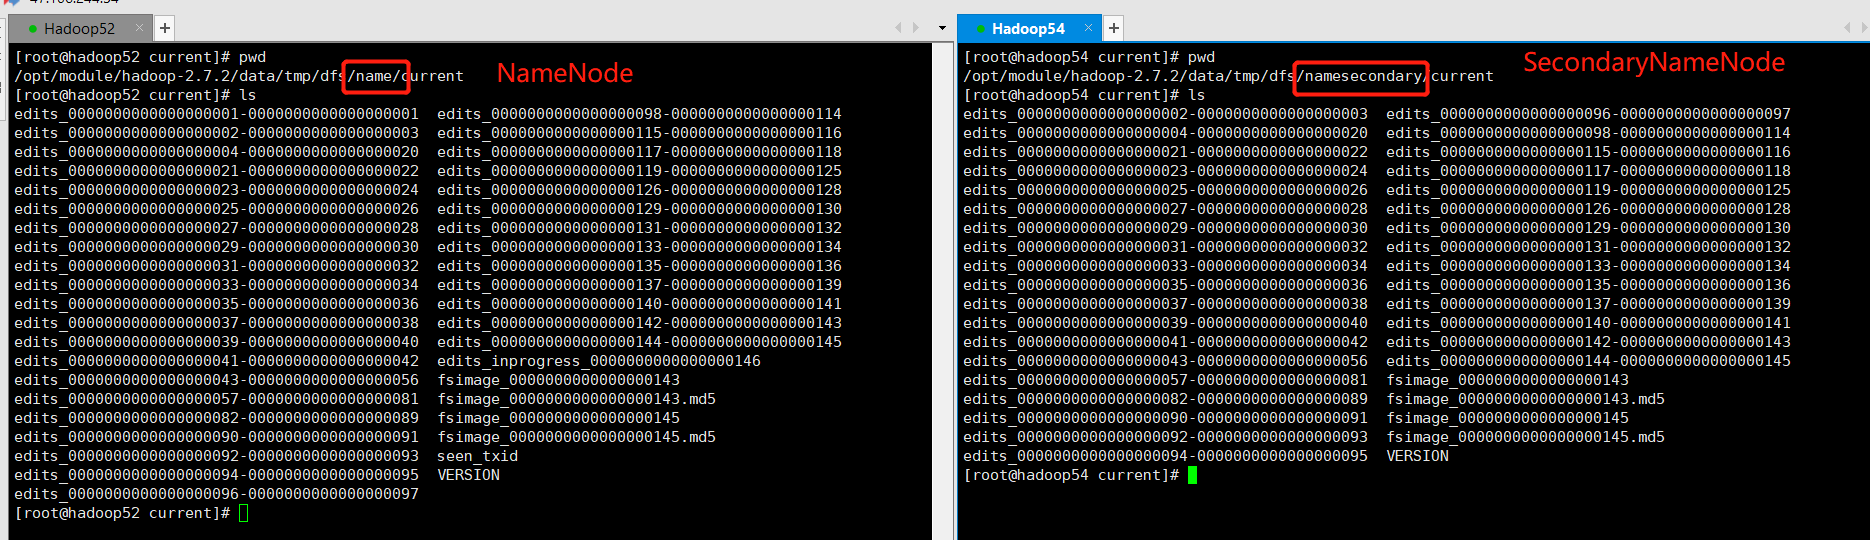 Hadoop52
[root@hadoop52 current]# pwd
/opt/module/hadoop-2.7.2/data/tmp/dfs/name/current
NameNode
[root@hadoop52 current]# ls
edits_0000000000000000001-0000000000000000001  edits_0000000000000000098-0000000000000000114
edits_0000000000000000002-0000000000000000003  edits_0000000000000000115-0000000000000000116
edits_0000000000000000004-0000000000000000020  edits_0000000000000000117-0000000000000000118
edits_0000000000000000021-0000000000000000022  edits_0000000000000000119-0000000000000000125
edits_0000000000000000023-0000000000000000024  edits_0000000000000000126-0000000000000000128
edits_0000000000000000025-0000000000000000026  edits_0000000000000000129-0000000000000000130
edits_0000000000000000027-0000000000000000028  edits_0000000000000000131-0000000000000000132
edits_0000000000000000029-0000000000000000030  edits_0000000000000000133-0000000000000000134
edits_0000000000000000031-0000000000000000032  edits_0000000000000000135-0000000000000000136
edits_0000000000000000033-0000000000000000034  edits_0000000000000000137-0000000000000000139
edits_0000000000000000035-0000000000000000036  edits_0000000000000000140-0000000000000000141
edits_0000000000000000037-0000000000000000038  edits_0000000000000000142-0000000000000000143
edits_0000000000000000039-0000000000000000040  edits_0000000000000000144-0000000000000000145
edits_0000000000000000041-0000000000000000042  edits_inprogress_0000000000000000146
edits_0000000000000000043-0000000000000000056  fsimage_0000000000000000143
edits_0000000000000000057-0000000000000000081  fsimage_0000000000000000143.md5
edits_0000000000000000082-0000000000000000089  fsimage_0000000000000000145
edits_0000000000000000090-0000000000000000091  fsimage_0000000000000000145.md5
edits_0000000000000000092-0000000000000000093  seen_txid
edits_0000000000000000094-0000000000000000095  VERSION
edits_0000000000000000096-0000000000000000097
[root@hadoop52 current]#
Hadoop54
[root@hadoop54 current]# pwd
/opt/module/hadoop-2.7.2/data/tmp/dfs/namesecondary/current
SecondaryNameNode
[root@hadoop54 current]# ls
edits_0000000000000000002-0000000000000000003  edits_0000000000000000096-0000000000000000097
edits_0000000000000000004-0000000000000000020  edits_0000000000000000098-0000000000000000114
edits_0000000000000000021-0000000000000000022  edits_0000000000000000115-0000000000000000116
edits_0000000000000000023-0000000000000000024  edits_0000000000000000117-0000000000000000118
edits_0000000000000000025-0000000000000000026  edits_0000000000000000119-0000000000000000125
edits_0000000000000000027-0000000000000000028  edits_0000000000000000126-0000000000000000128
edits_0000000000000000029-0000000000000000030  edits_0000000000000000129-0000000000000000130
edits_0000000000000000031-0000000000000000032  edits_0000000000000000131-0000000000000000132
edits_0000000000000000033-0000000000000000034  edits_0000000000000000133-0000000000000000134
edits_0000000000000000035-0000000000000000036  edits_0000000000000000135-0000000000000000136
edits_0000000000000000037-0000000000000000038  edits_0000000000000000137-0000000000000000139
edits_0000000000000000039-0000000000000000040  edits_0000000000000000140-0000000000000000141
edits_0000000000000000041-0000000000000000042  edits_0000000000000000142-0000000000000000143
edits_0000000000000000043-0000000000000000056  edits_0000000000000000144-0000000000000000145
edits_0000000000000000057-0000000000000000081  fsimage_0000000000000000143
edits_0000000000000000082-0000000000000000089  fsimage_0000000000000000143.md5
edits_0000000000000000090-0000000000000000091  fsimage_0000000000000000145
edits_0000000000000000092-0000000000000000093  fsimage_0000000000000000145.md5
edits_0000000000000000094-0000000000000000095  VERSION
[root@hadoop54 current]#